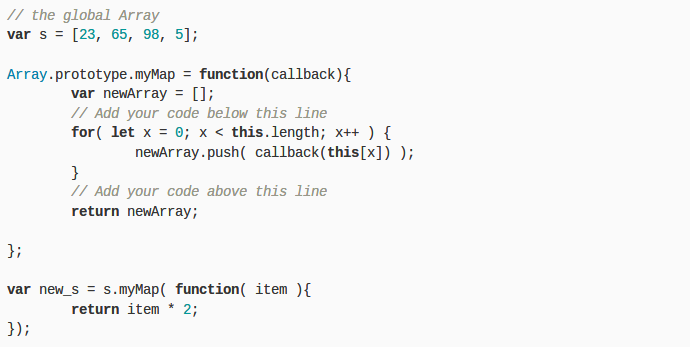 // the global Array
var s = [23, 65, 98, 5];

Array.prototype.myMap = function(callback){
        var newArray = [];
        // Add your code below this line
        for( let x = 0; x < this.length; x++ ) {
                newArray.push( callback(this[x]) );
        }
        // Add your code above this line
        return newArray;

};

var new_s = s.myMap( function( item ){
        return item * 2;
});